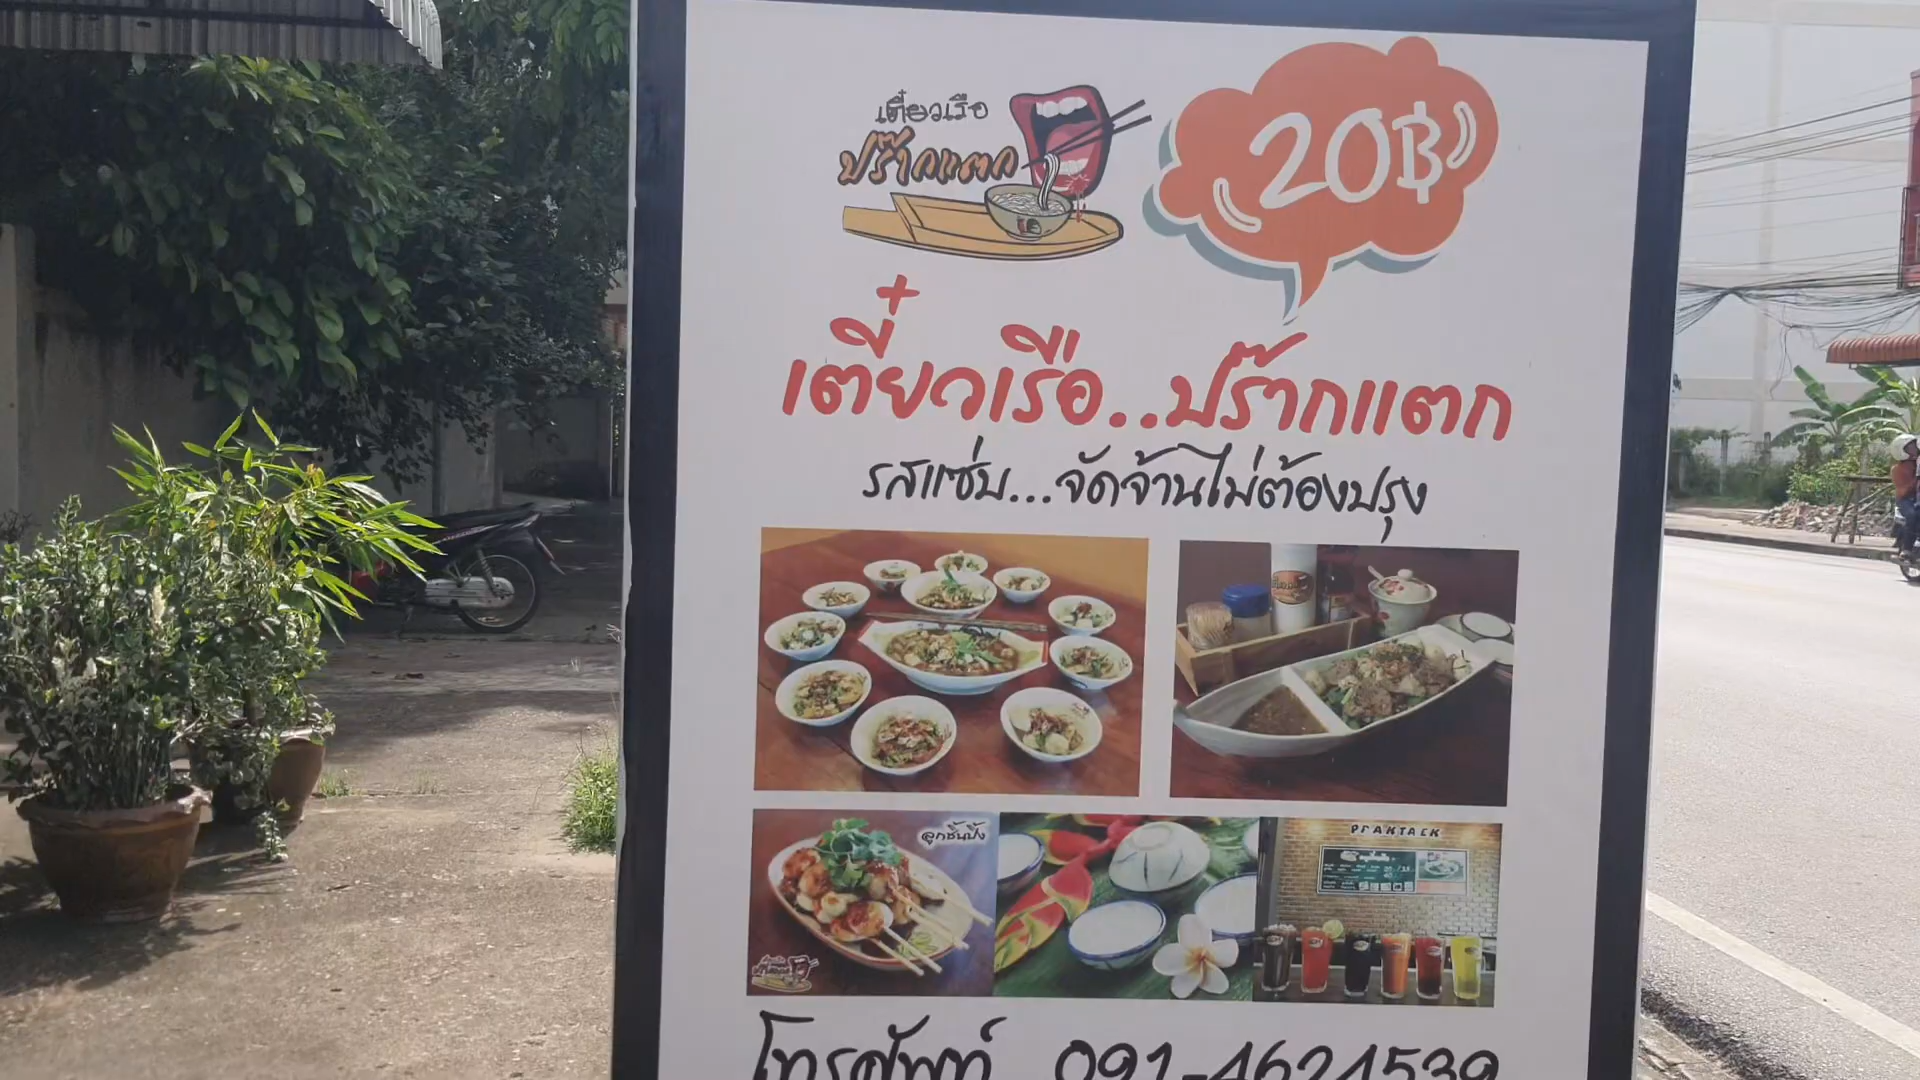 เตี๋ยวเรือ
ปร๊ากแตก
20฿
เตี๋ยวเรือ..ปร๊ากแตก
รสแซ่บ...จัดจ้านไม่ต้องปรุง
ลูกชิ้นปิ้ง
PRAKTAEK
โทรศัพท์ 091-4624539